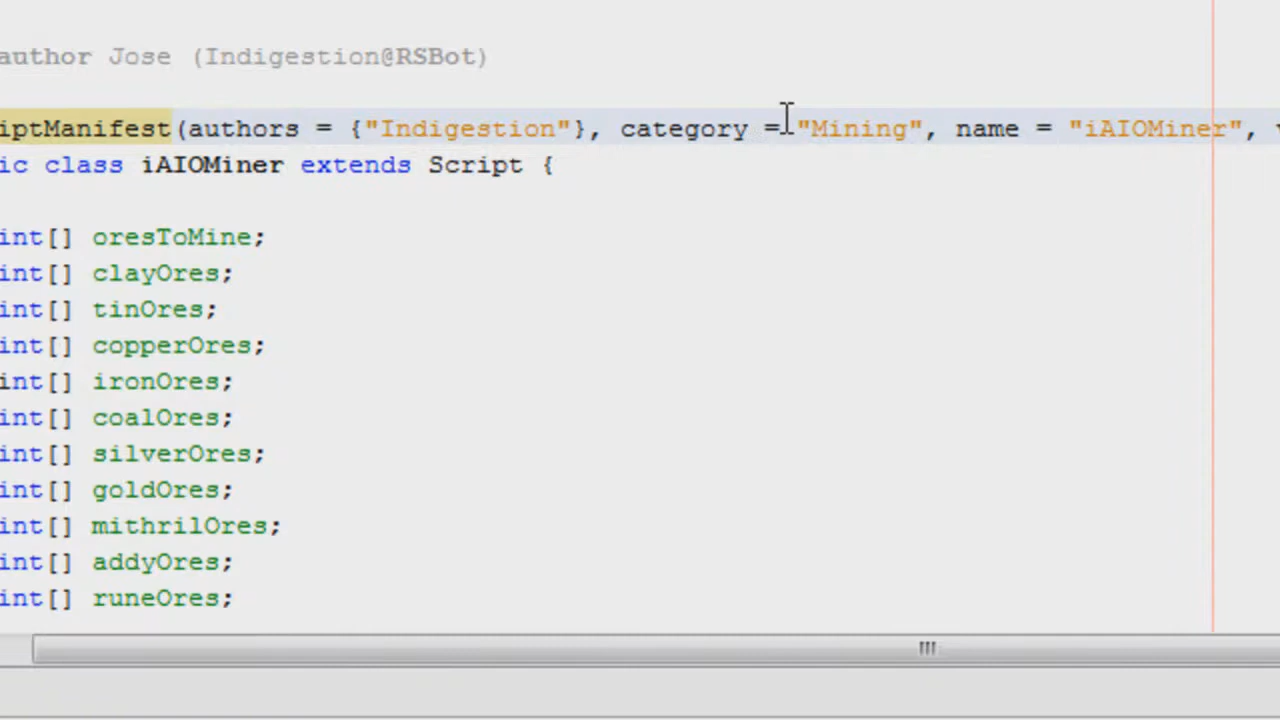 author Jose (Indigestion@RSBot)
iptManifest(authors = {"Indigestion"}, category = "Mining", name = "iAIOMiner",
ic class iAIOMiner extends Script {
int[] oresToMine;
int[] clayOres;
int[] tinOres;
int[] copperOres;
int[] ironOres;
int[] coalOres;
int[] silverOres;
int[] goldOres;
int[] mithrilOres;
int[] addyOres;
int[] runeOres;